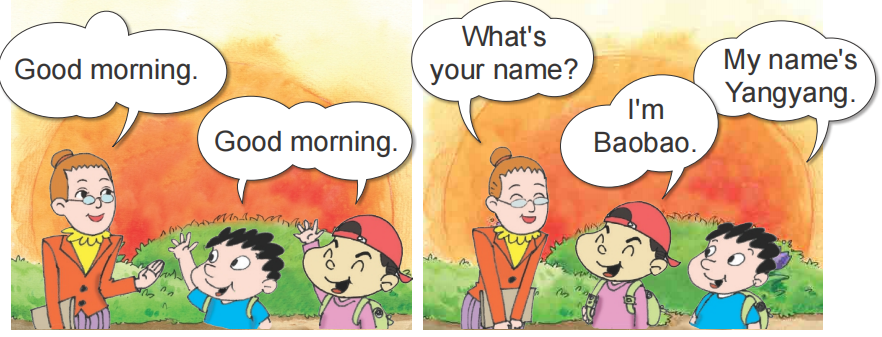 Good morning.
Good morning.
What's
your name?
I'm
Baobao.
My name's
Yangyang.